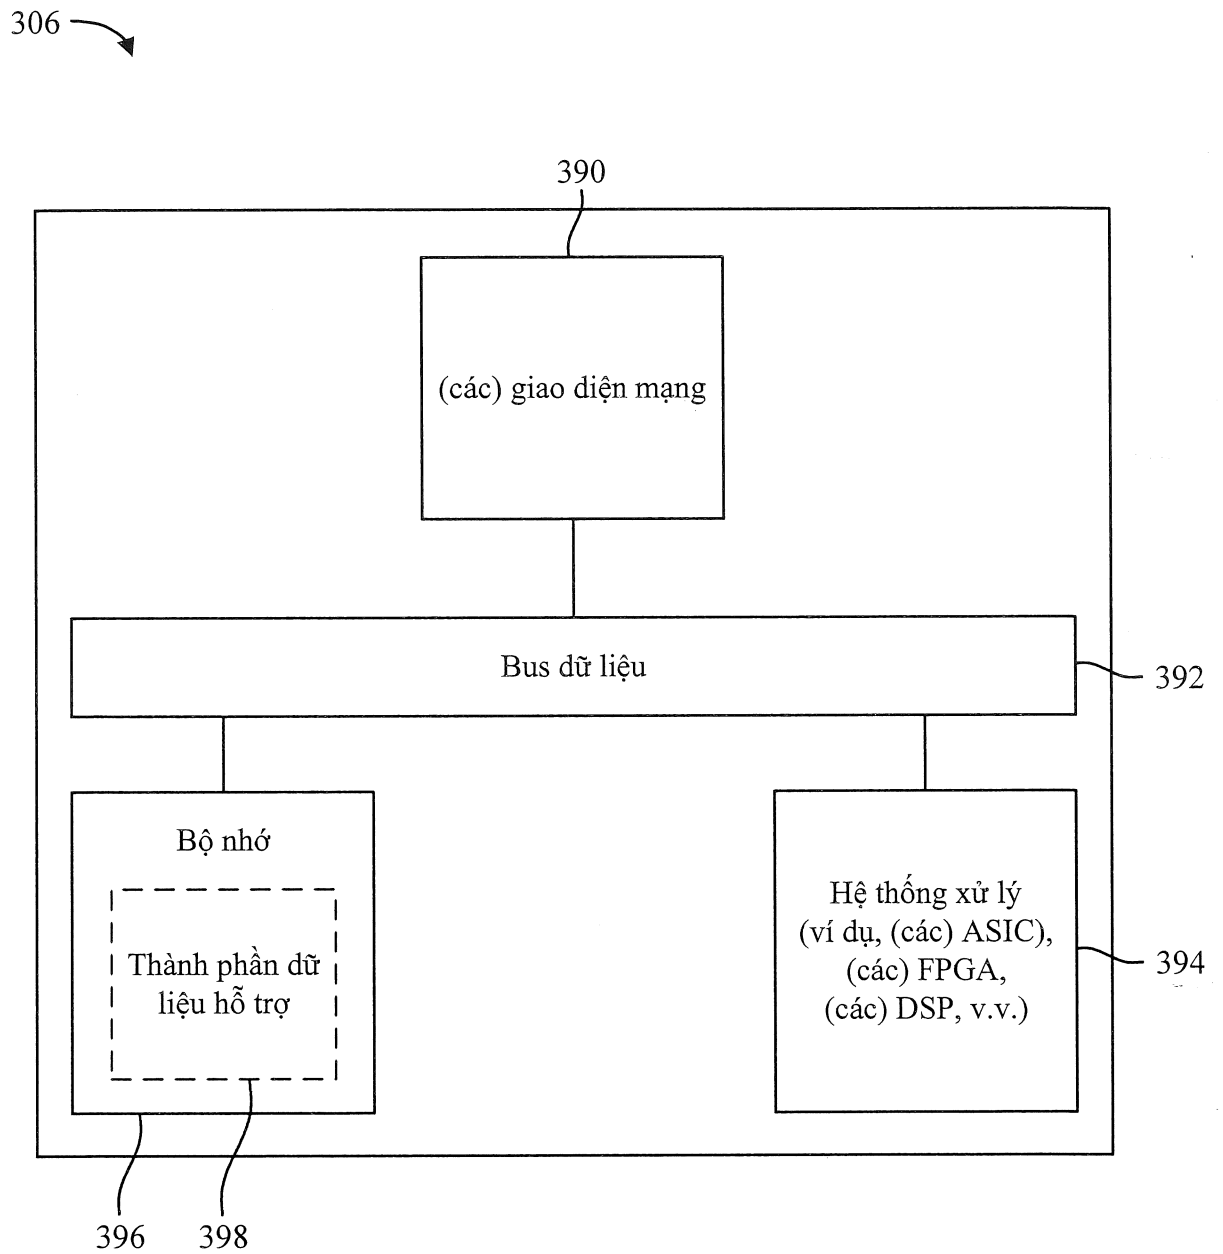 306
390
(các) giao diện mạng
Bus dữ liệu
392
Bộ nhớ
Thành phần dữ
liệu hỗ trợ
Hệ thống xử lý
(ví dụ, (các) ASIC),
(các) FPGA,
(các) DSP, v.v.)
394
396
398